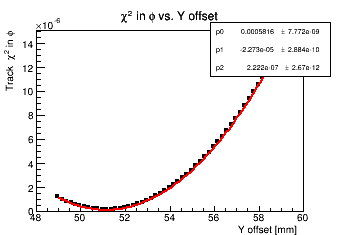 χ² in ϕ vs. Y offset
×10⁻⁶
p0 0.0005816 ± 7.772e-09
p1 -2.273e-05 ± 2.884e-10
p2 2.222e-07 ± 2.67e-12
Track χ² in ϕ
14
12
10
8
6
4
2
0
48 50 52 54 56 58 60
Y offset [mm]